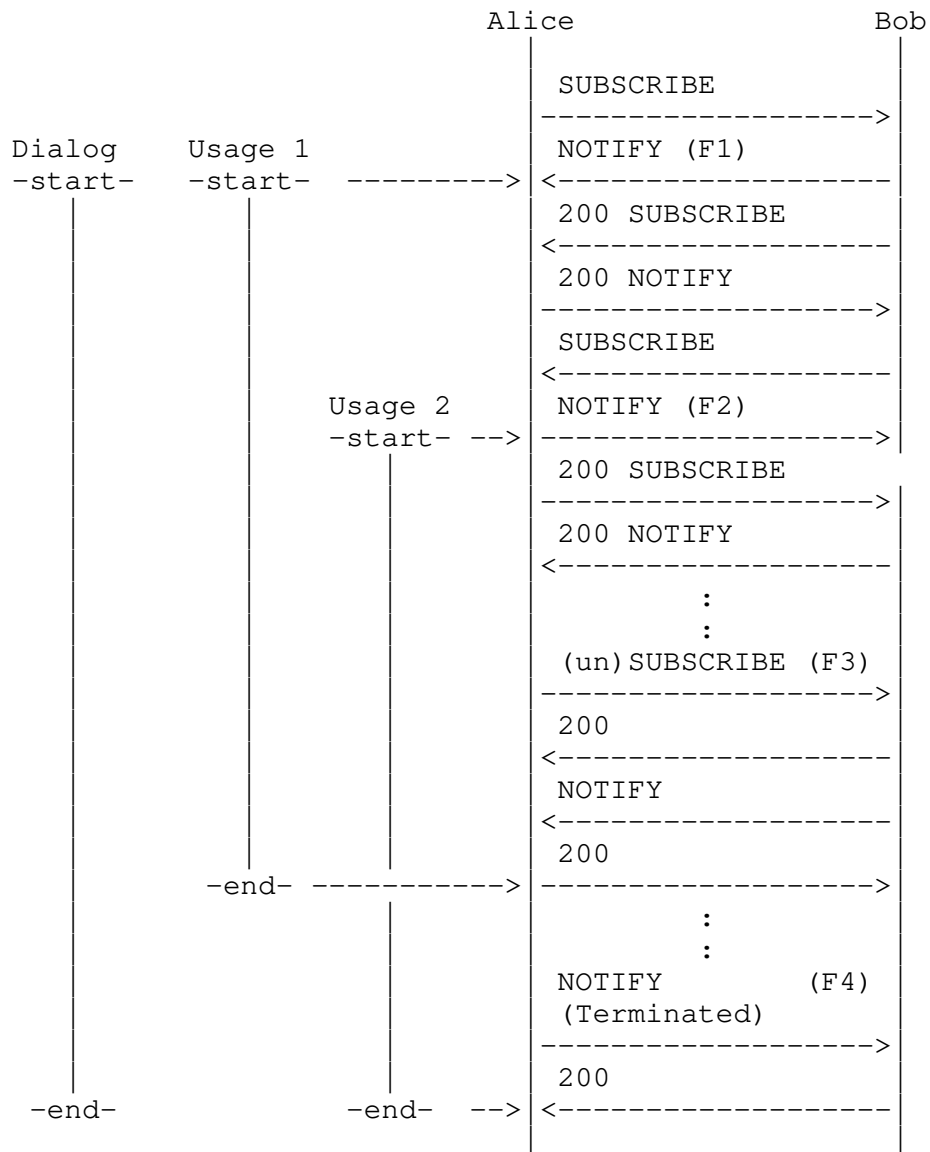 Alice Bob
SUBSCRIBE
Dialog Usage 1 NOTIFY (F1)
-start- -start-
200 SUBSCRIBE
200 NOTIFY
SUBSCRIBE
Usage 2 NOTIFY (F2)
-start-
200 SUBSCRIBE
200 NOTIFY
:
:
(un)SUBSCRIBE (F3)
200
NOTIFY
200
-end-
:
:
NOTIFY (F4)
(Terminated)
200
-end- -end-